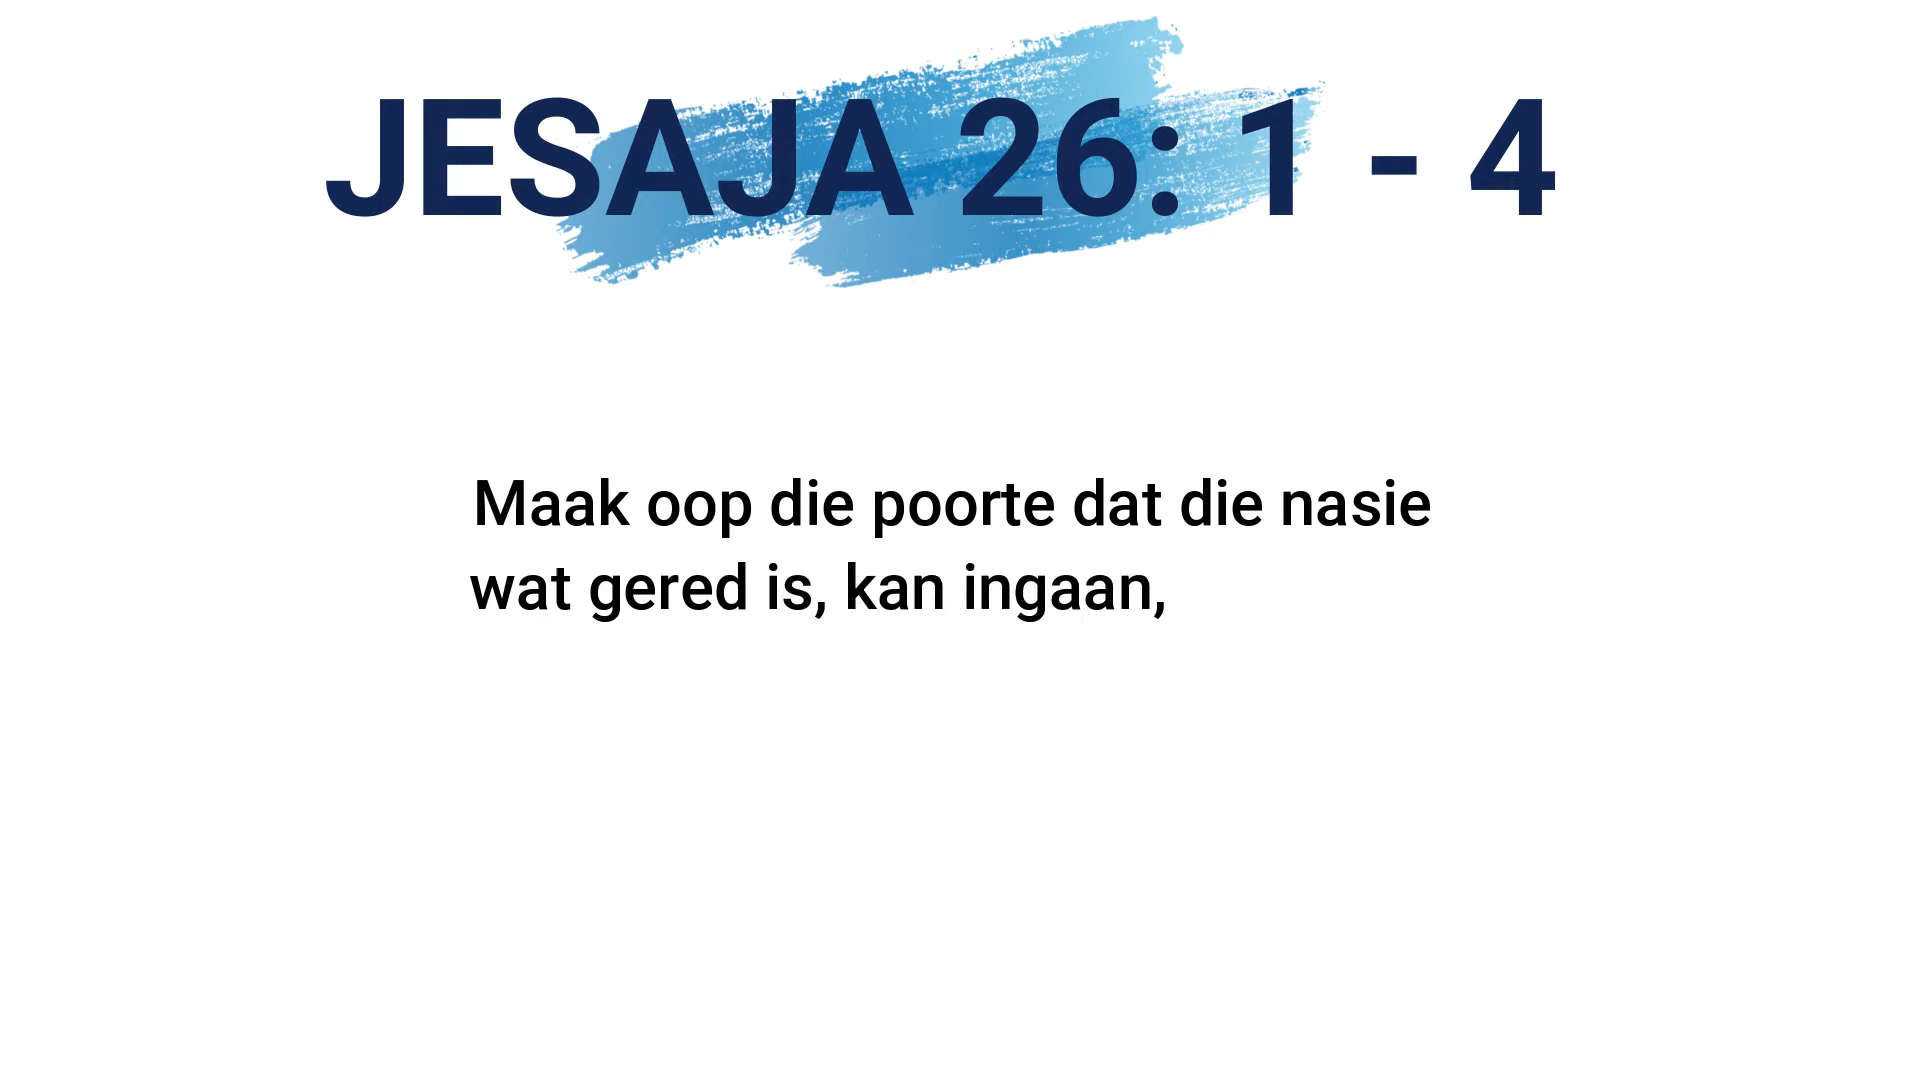 JESAJA 26: 1 - 4
Maak oop die poorte dat die nasie
wat gered is, kan ingaan,